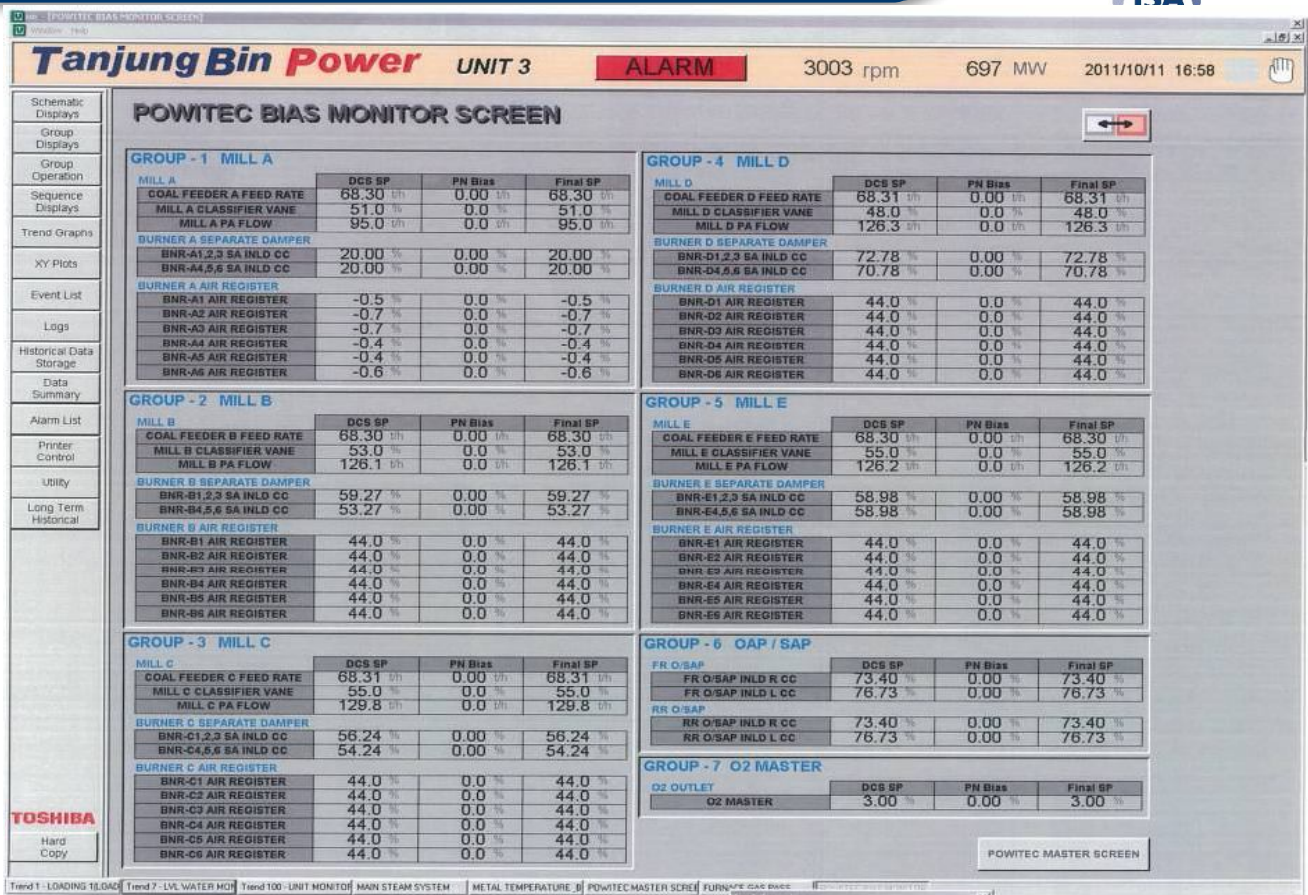 [POWITEC BIAS MONITOR SCREEN]
Window Help
ISA
Tanjung Bin Power UNIT 3 ALARM 3003 rpm 697 MW 2011/10/11 16:58
Schematic
Displays
Group
Displays
Group
Operation
Sequence
Displays
Trend Graphs
XY Plots
Event List
Logs
Historical Data
Storage
Data
Summary
Alarm List
Printer
Control
Utility
Long Term
Historical
TOSHIBA
Hard
Copy
POWITEC BIAS MONITOR SCREEN
GROUP - 1 MILL A
MILL A DCS SP PN Bias Final SP
COAL FEEDER A FEED RATE 68.30 t/h 0.00 t/h 68.30 t/h
MILL A CLASSIFIER VANE 51.0 % 0.0 % 51.0 %
MILL A PA FLOW 95.0 t/h 0.0 t/h 95.0 t/h
BURNER A SEPARATE DAMPER
BNR-A1,2,3 SA INLD CC 20.00 % 0.00 % 20.00 %
BNR-A4,5,6 SA INLD CC 20.00 % 0.00 % 20.00 %
BURNER A AIR REGISTER
BNR-A1 AIR REGISTER -0.5 % 0.0 % -0.5 %
BNR-A2 AIR REGISTER -0.7 % 0.0 % -0.7 %
BNR-A3 AIR REGISTER -0.7 % 0.0 % -0.7 %
BNR-A4 AIR REGISTER -0.4 % 0.0 % -0.4 %
BNR-A5 AIR REGISTER -0.4 % 0.0 % -0.4 %
BNR-A6 AIR REGISTER -0.6 % 0.0 % -0.6 %
GROUP - 2 MILL B
MILL B DCS SP PN Bias Final SP
COAL FEEDER B FEED RATE 68.30 t/h 0.00 t/h 68.30 t/h
MILL B CLASSIFIER VANE 53.0 % 0.0 % 53.0 %
MILL B PA FLOW 126.1 t/h 0.0 t/h 126.1 t/h
BURNER B SEPARATE DAMPER
BNR-B1,2,3 SA INLD CC 59.27 % 0.00 % 59.27 %
BNR-B4,5,6 SA INLD CC 53.27 % 0.00 % 53.27 %
BURNER B AIR REGISTER
BNR-B1 AIR REGISTER 44.0 % 0.0 % 44.0 %
BNR-B2 AIR REGISTER 44.0 % 0.0 % 44.0 %
BNR-B3 AIR REGISTER 44.0 % 0.0 % 44.0 %
BNR-B4 AIR REGISTER 44.0 % 0.0 % 44.0 %
BNR-B5 AIR REGISTER 44.0 % 0.0 % 44.0 %
BNR-B6 AIR REGISTER 44.0 % 0.0 % 44.0 %
GROUP - 3 MILL C
MILL C DCS SP PN Bias Final SP
COAL FEEDER C FEED RATE 68.31 t/h 0.00 t/h 68.31 t/h
MILL C CLASSIFIER VANE 55.0 % 0.0 % 55.0 %
MILL C PA FLOW 129.8 t/h 0.0 t/h 129.8 t/h
BURNER C SEPARATE DAMPER
BNR-C1,2,3 SA INLD CC 56.24 % 0.00 % 56.24 %
BNR-C4,5,6 SA INLD CC 54.24 % 0.00 % 54.24 %
BURNER C AIR REGISTER
BNR-C1 AIR REGISTER 44.0 % 0.0 % 44.0 %
BNR-C2 AIR REGISTER 44.0 % 0.0 % 44.0 %
BNR-C3 AIR REGISTER 44.0 % 0.0 % 44.0 %
BNR-C4 AIR REGISTER 44.0 % 0.0 % 44.0 %
BNR-C5 AIR REGISTER 44.0 % 0.0 % 44.0 %
BNR-C6 AIR REGISTER 44.0 % 0.0 % 44.0 %
GROUP - 4 MILL D
MILL D DCS SP PN Bias Final SP
COAL FEEDER D FEED RATE 68.31 t/h 0.00 t/h 68.31 t/h
MILL D CLASSIFIER VANE 48.0 % 0.0 % 48.0 %
MILL D PA FLOW 126.3 t/h 0.0 t/h 126.3 t/h
BURNER D SEPARATE DAMPER
BNR-D1,2,3 SA INLD CC 72.78 % 0.00 % 72.78 %
BNR-D4,5,6 SA INLD CC 70.78 % 0.00 % 70.78 %
BURNER D AIR REGISTER
BNR-D1 AIR REGISTER 44.0 % 0.0 % 44.0 %
BNR-D2 AIR REGISTER 44.0 % 0.0 % 44.0 %
BNR-D3 AIR REGISTER 44.0 % 0.0 % 44.0 %
BNR-D4 AIR REGISTER 44.0 % 0.0 % 44.0 %
BNR-D5 AIR REGISTER 44.0 % 0.0 % 44.0 %
BNR-D6 AIR REGISTER 44.0 % 0.0 % 44.0 %
GROUP - 5 MILL E
MILL E DCS SP PN Bias Final SP
COAL FEEDER E FEED RATE 68.30 t/h 0.00 t/h 68.30 t/h
MILL E CLASSIFIER VANE 55.0 % 0.0 % 55.0 %
MILL E PA FLOW 126.2 t/h 0.0 t/h 126.2 t/h
BURNER E SEPARATE DAMPER
BNR-E1,2,3 SA INLD CC 58.98 % 0.00 % 58.98 %
BNR-E4,5,6 SA INLD CC 58.98 % 0.00 % 58.98 %
BURNER E AIR REGISTER
BNR-E1 AIR REGISTER 44.0 % 0.0 % 44.0 %
BNR-E2 AIR REGISTER 44.0 % 0.0 % 44.0 %
BNR-E3 AIR REGISTER 44.0 % 0.0 % 44.0 %
BNR-E4 AIR REGISTER 44.0 % 0.0 % 44.0 %
BNR-E5 AIR REGISTER 44.0 % 0.0 % 44.0 %
BNR-E6 AIR REGISTER 44.0 % 0.0 % 44.0 %
GROUP - 6 OAP / SAP
FR O/SAP DCS SP PN Bias Final SP
FR O/SAP INLD R CC 73.40 % 0.00 % 73.40 %
FR O/SAP INLD L CC 76.73 % 0.00 % 76.73 %
RR O/SAP
RR O/SAP INLD R CC 73.40 % 0.00 % 73.40 %
RR O/SAP INLD L CC 76.73 % 0.00 % 76.73 %
GROUP - 7 O2 MASTER
O2 OUTLET DCS SP PN Bias Final SP
O2 MASTER 3.00 % 0.00 % 3.00 %
POWITEC MASTER SCREEN
Trend 1 - LOADING 1(LOAD Trend 7 - LVL WATER MON Trend 100 - UNIT MONITOR MAIN STEAM SYSTEM METAL TEMPERATURE_B POWITEC MASTER SCREE FURNACE GAS PASS